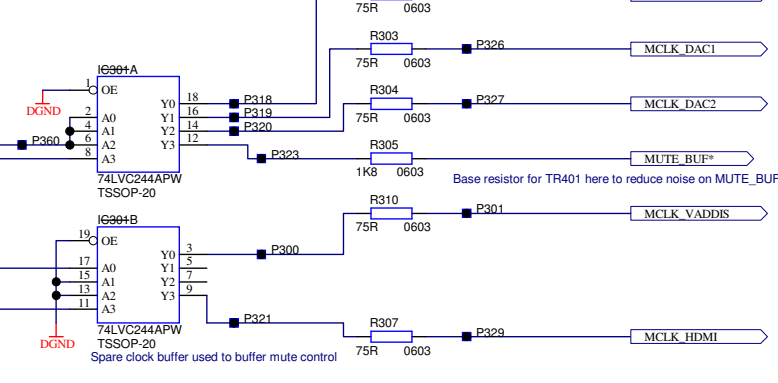 75R 0603
R303
P326
MCLK_DAC1
75R 0603
IC301A
1
OE
DGND
R304
P327
MCLK_DAC2
75R 0603
Y0 18 P318
2 A0
Y1 16 P319
4 A1
Y2 14 P320
P360
6 A2
Y3 12
8 A3
P323
R305
MUTE_BUF*
1K8 0603
74LVC244APW
TSSOP-20
Base resistor for TR401 here to reduce noise on MUTE_BUF
R310
P301
MCLK_VADDIS
75R 0603
IC301B
19
OE
Y0 3
P300
17 A0
Y1 5
15 A1
Y2 7
13 A2
Y3 9
11 A3
P321
R307
P329
MCLK_HDMI
75R 0603
74LVC244APW
TSSOP-20
DGND
Spare clock buffer used to buffer mute control